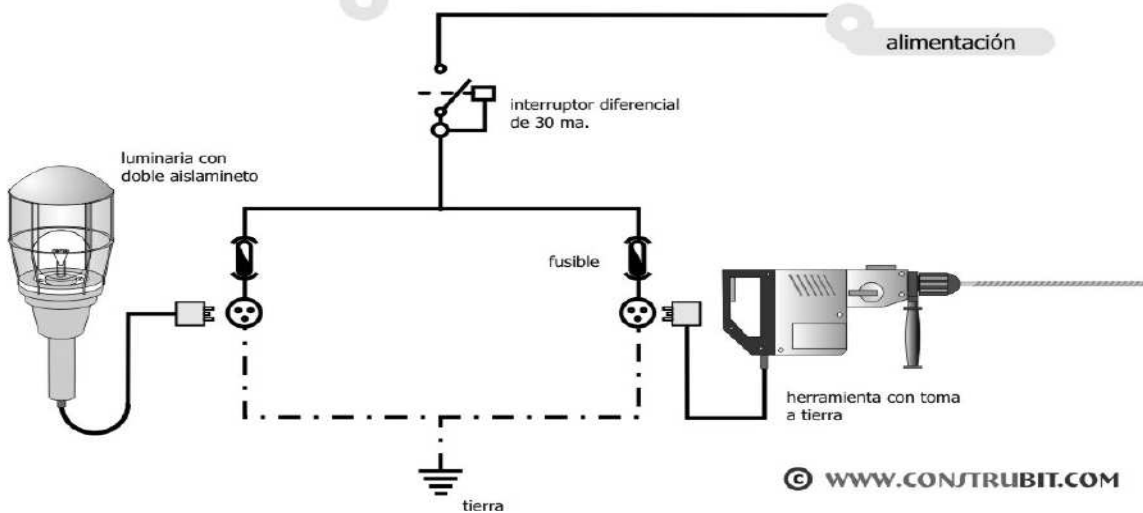 alimentación
interruptor diferencial
de 30 ma.
luminaria con
doble aislamineto
fusible
herramienta con toma
a tierra
tierra
© WWW.CONSTRUBIT.COM